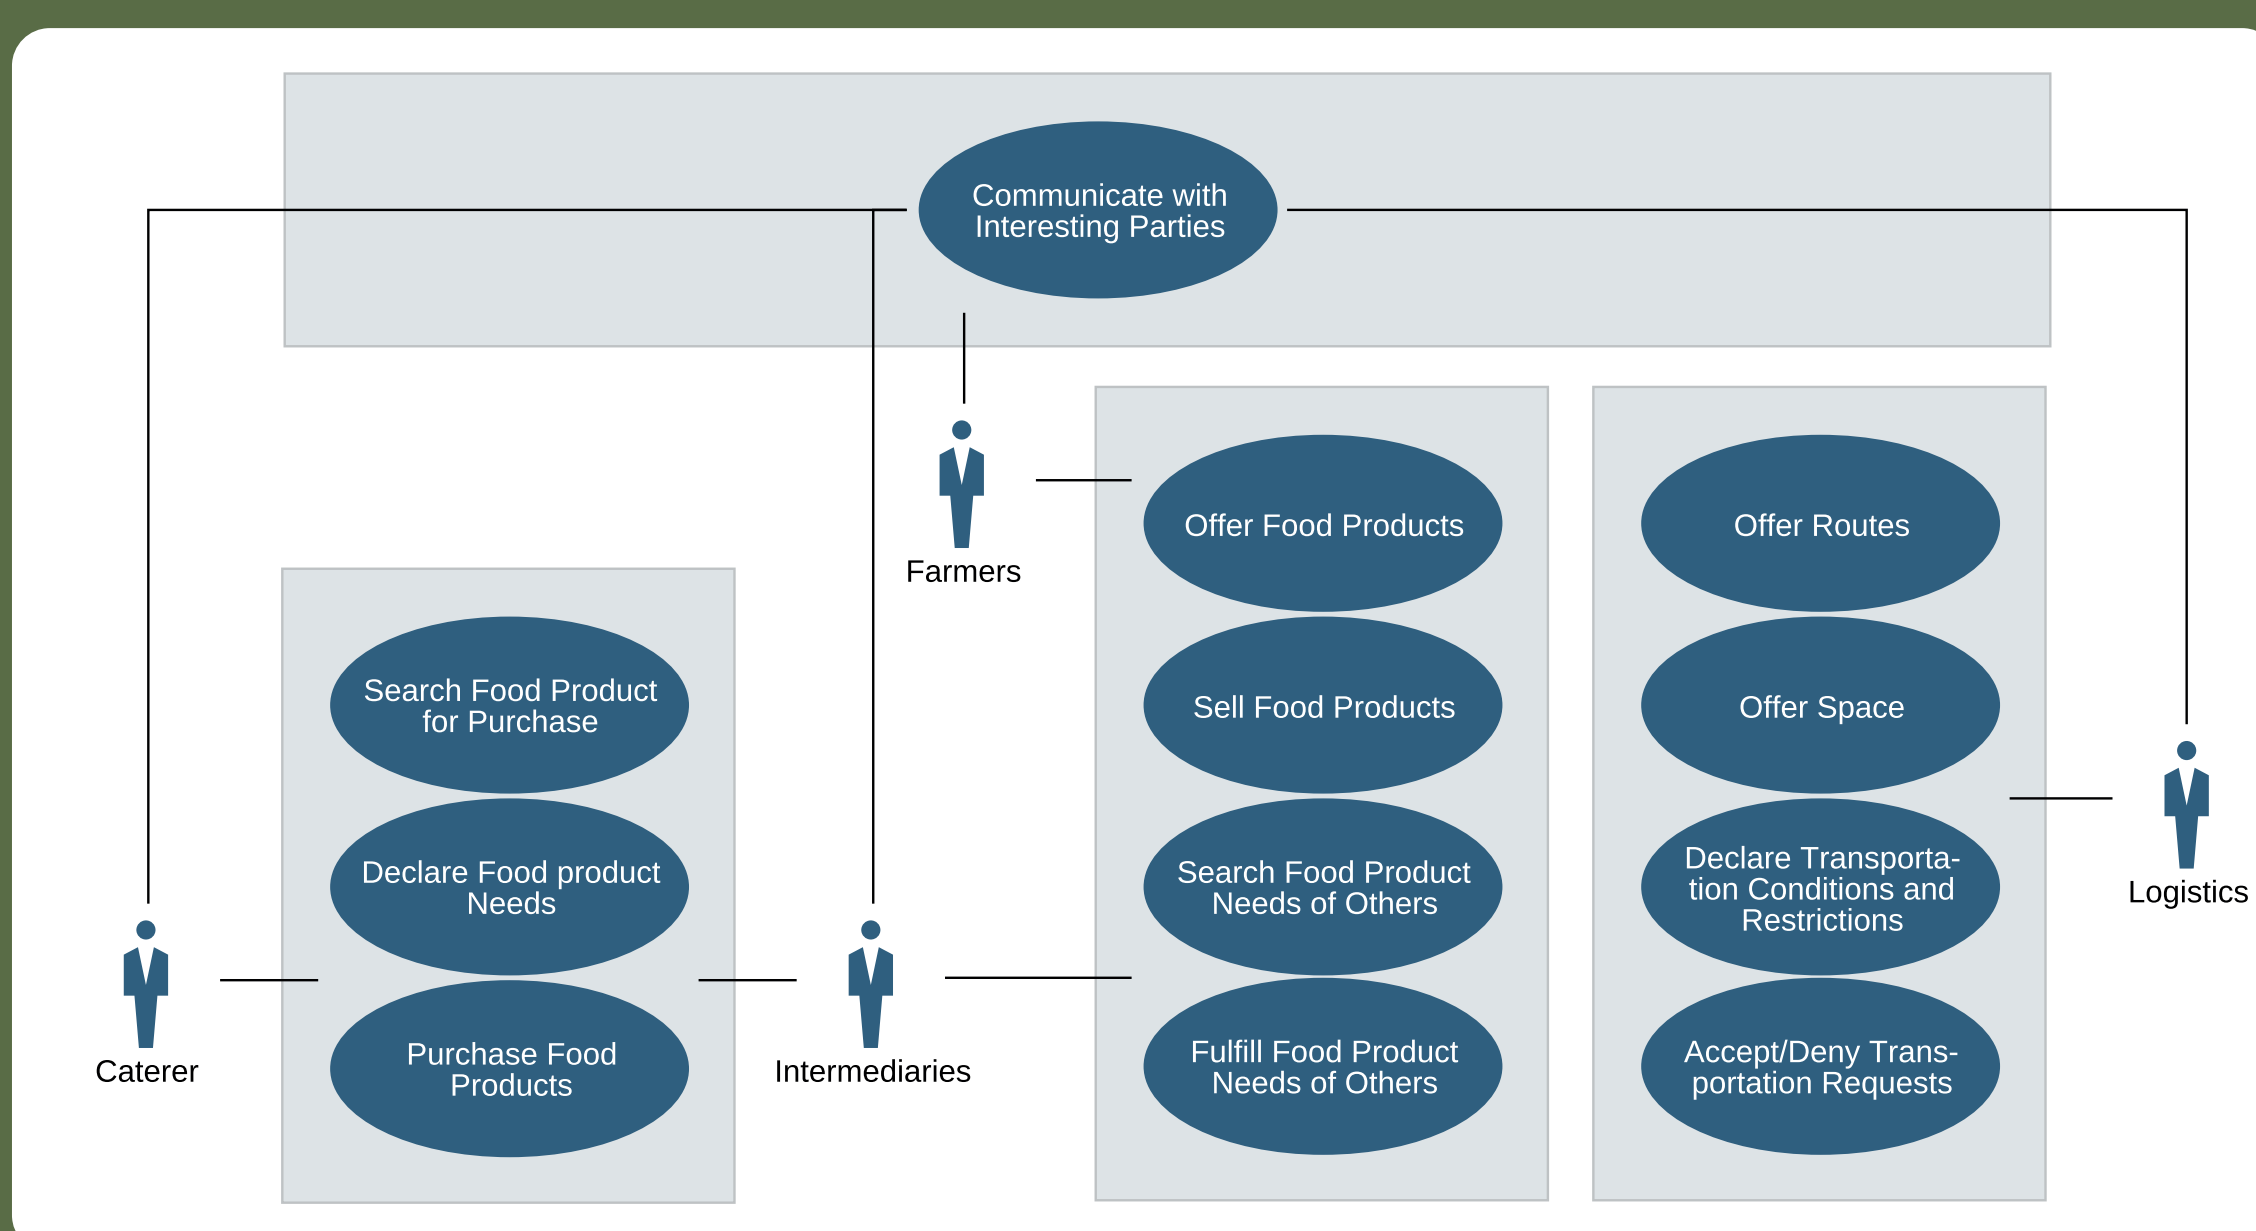 Communicate with
Interesting Parties
Offer Food Products
Offer Routes
Farmers
Search Food Product
for Purchase
Sell Food Products
Offer Space
Declare Food product
Needs
Search Food Product
Needs of Others
Declare Transporta-
tion Conditions and
Restrictions
Logistics
Purchase Food
Products
Fulfill Food Product
Needs of Others
Accept/Deny Trans-
portation Requests
Caterer
Intermediaries